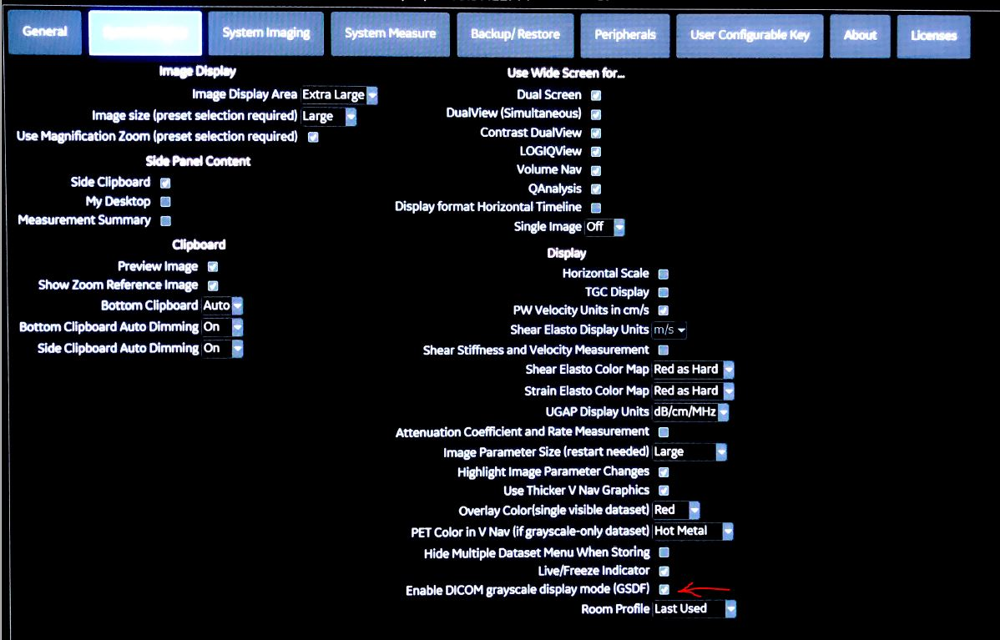 General
System Imaging
System Measure
Backup/ Restore
Peripherals
User Configurable Key
About
Licenses
Image Display
Image Display Area Extra Large
Image size (preset selection required) Large
Use Magnification Zoom (preset selection required)
Side Panel Content
Side Clipboard
My Desktop
Measurement Summary
Clipboard
Preview Image
Show Zoom Reference Image
Bottom Clipboard Auto
Bottom Clipboard Auto Dimming On
Side Clipboard Auto Dimming On
Use Wide Screen for...
Dual Screen
DualView (Simultaneous)
Contrast DualView
LOGIQView
Volume Nav
QAnalysis
Display format Horizontal Timeline
Single Image Off
Display
Horizontal Scale
TGC Display
PW Velocity Units in cm/s
Shear Elasto Display Units m/s
Shear Stiffness and Velocity Measurement
Shear Elasto Color Map Red as Hard
Strain Elasto Color Map Red as Hard
UGAP Display Units dB/cm/MHz
Attenuation Coefficient and Rate Measurement
Image Parameter Size (restart needed) Large
Highlight Image Parameter Changes
Use Thicker V Nav Graphics
Overlay Color(single visible dataset) Red
PET Color in V Nav (if grayscale-only dataset) Hot Metal
Hide Multiple Dataset Menu When Storing
Live/Freeze Indicator
Enable DICOM grayscale display mode (GSDF)
Room Profile Last Used